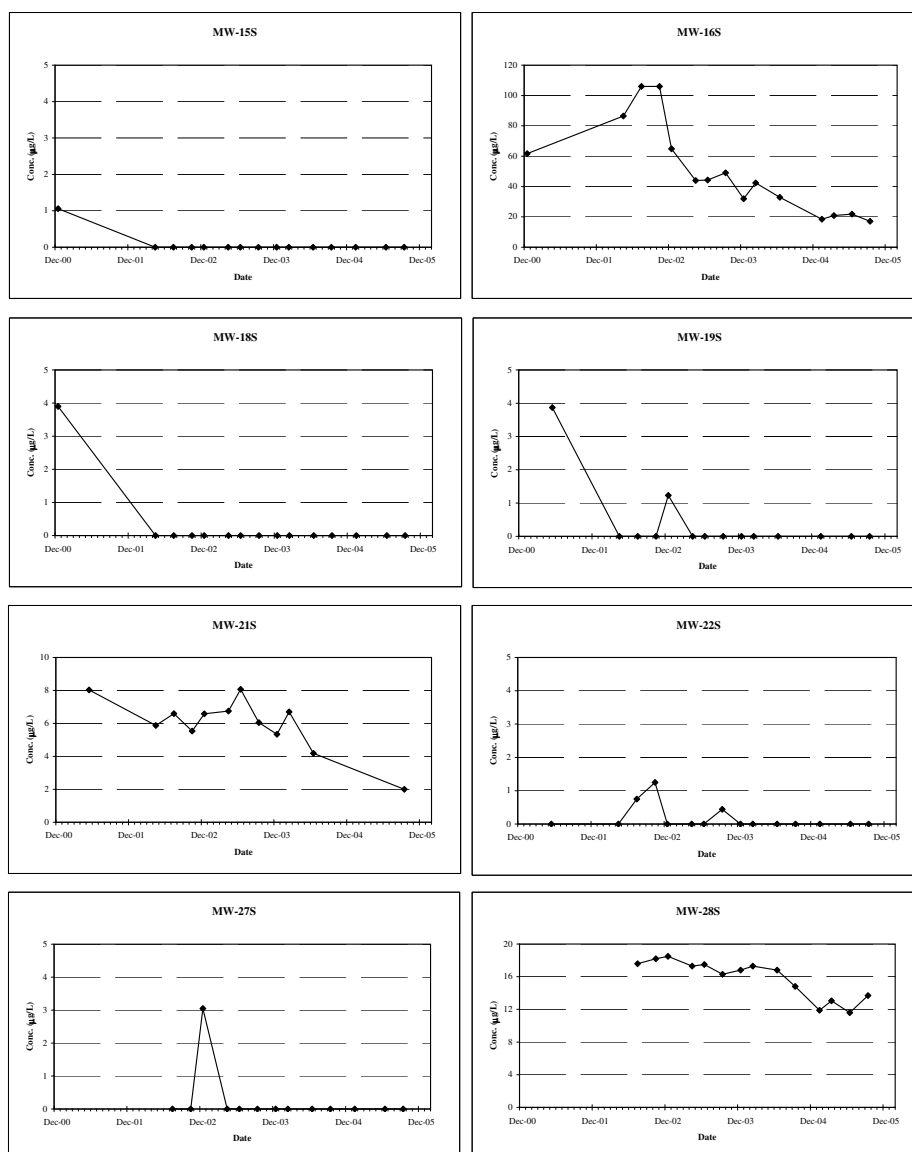 MW-15S
5
4
3
2
1
0
Conc. (µg/L)
Dec-00 Dec-01 Dec-02 Dec-03 Dec-04 Dec-05
Date
MW-16S
120
100
80
60
40
20
0
Conc. (µg/L)
Dec-00 Dec-01 Dec-02 Dec-03 Dec-04 Dec-05
Date
MW-18S
5
4
3
2
1
0
Conc. (µg/L)
Dec-00 Dec-01 Dec-02 Dec-03 Dec-04 Dec-05
Date
MW-19S
5
4
3
2
1
0
Conc. (µg/L)
Dec-00 Dec-01 Dec-02 Dec-03 Dec-04 Dec-05
Date
MW-21S
10
8
6
4
2
0
Conc. (µg/L)
Dec-00 Dec-01 Dec-02 Dec-03 Dec-04 Dec-05
Date
MW-22S
5
4
3
2
1
0
Conc. (µg/L)
Dec-00 Dec-01 Dec-02 Dec-03 Dec-04 Dec-05
Date
MW-27S
5
4
3
2
1
0
Conc. (µg/L)
Dec-00 Dec-01 Dec-02 Dec-03 Dec-04 Dec-05
Date
MW-28S
20
16
12
8
4
0
Conc. (µg/L)
Dec-00 Dec-01 Dec-02 Dec-03 Dec-04 Dec-05
Date